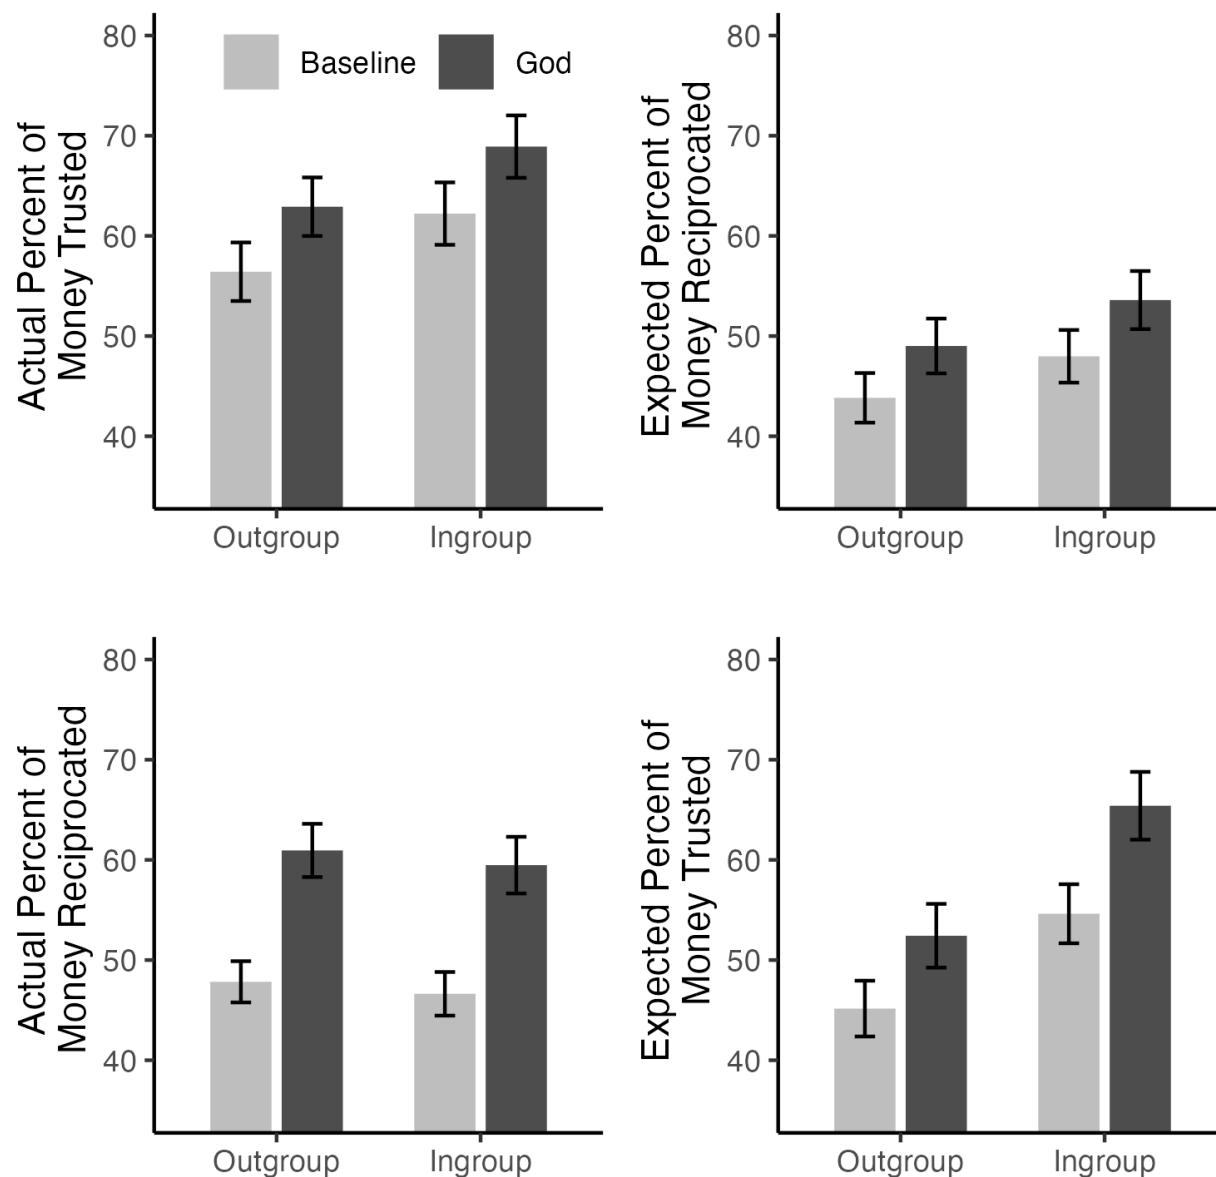 Actual Percent of
Money Trusted
80
70
60
50
40
Baseline
God
Outgroup
Ingroup
Expected Percent of
Money Reciprocated
80
70
60
50
40
Outgroup
Ingroup
Actual Percent of
Money Reciprocated
80
70
60
50
40
Outgroup
Ingroup
Expected Percent of
Money Trusted
80
70
60
50
40
Outgroup
Ingroup